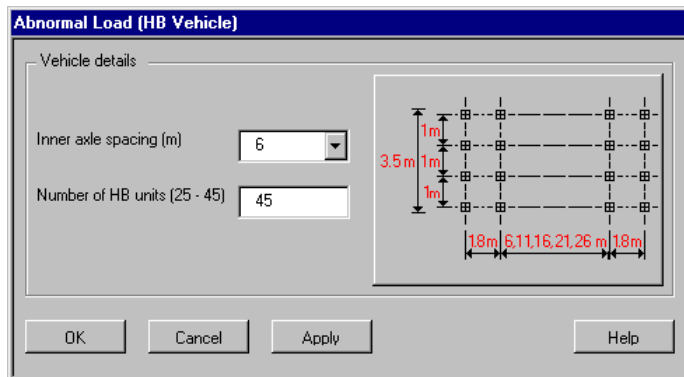 Abnormal Load (HB Vehicle)
Vehicle details
Inner axle spacing (m)
6
Number of HB units (25 - 45)
45
1m
3.5m 1m
1m
1.8m 6,11,16,21,26 m 1.8m
OK Cancel Apply Help